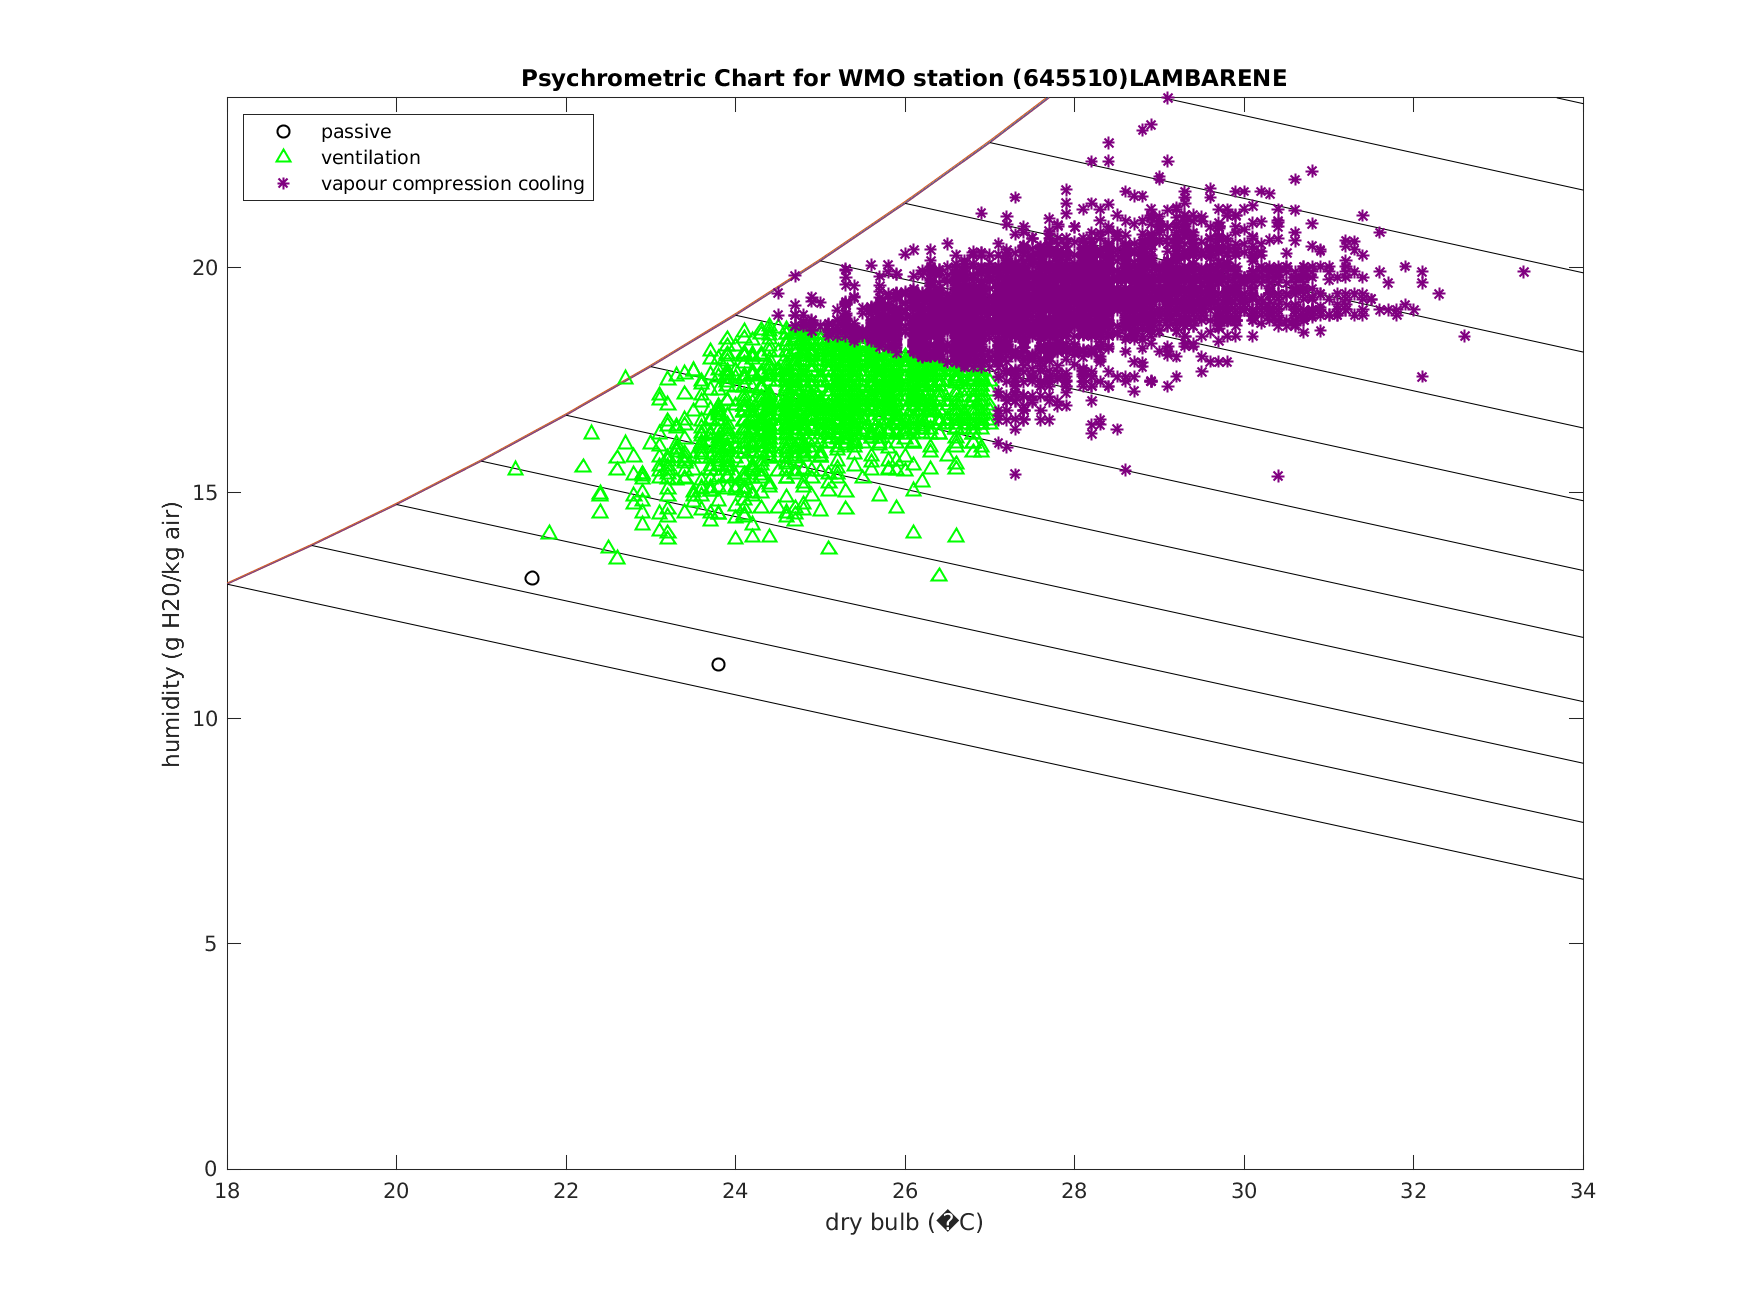 Psychrometric Chart for WMO station (645510)LAMBARENE
passive
ventilation
vapour compression cooling
humidity (g H20/kg air)
20
15
10
5
0
18 20 22 24 26 28 30 32 34
dry bulb (�C)